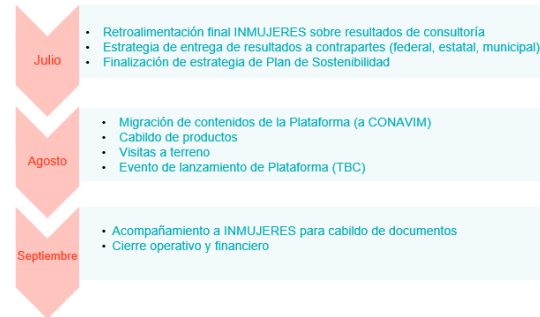 Julio
• Retroalimentación final INMUJERES sobre resultados de consultoría
• Estrategia de entrega de resultados a contrapartes (federal, estatal, municipal)
• Finalización de estrategia de Plan de Sostenibilidad
Agosto
• Migración de contenidos de la Plataforma (a CONAVIM)
• Cabildo de productos
• Visitas a terreno
• Evento de lanzamiento de Plataforma (TBC)
Septiembre
• Acompañamiento a INMUJERES para cabildo de documentos
• Cierre operativo y financiero